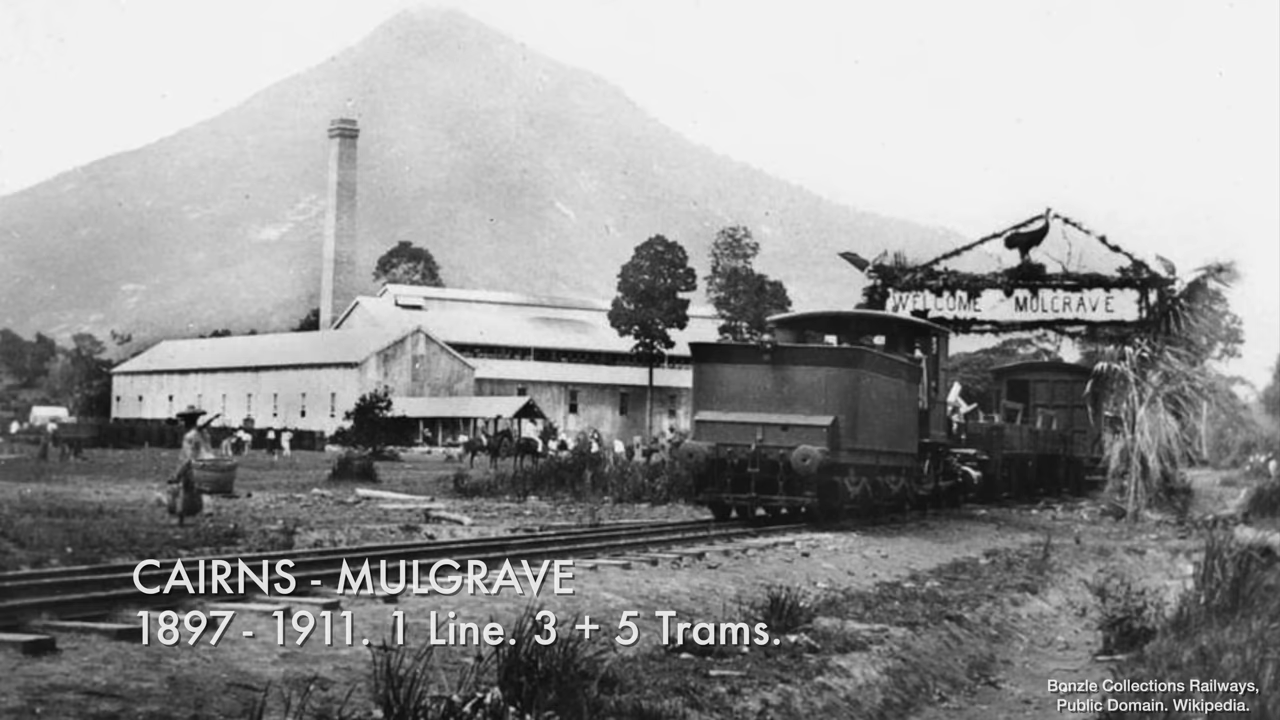 WELCOME MULGRAVE
CAIRNS - MULGRAVE
1897 - 1911. 1 Line. 3 + 5 Trams.
Bonzle Collections Railways,
Public Domain. Wikipedia.